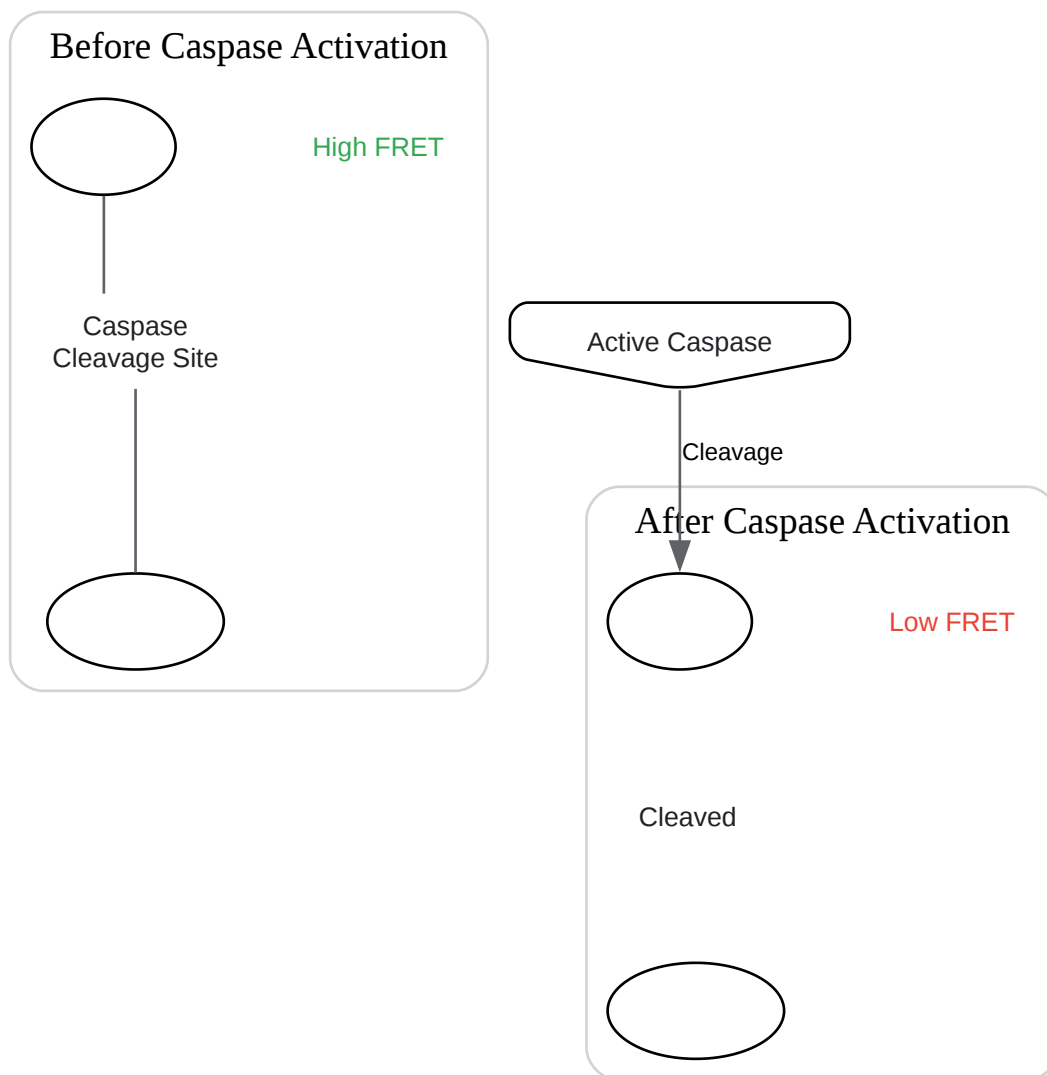 Before Caspase Activation
High FRET
Caspase
Cleavage Site
Active Caspase
Cleavage
After Caspase Activation
Low FRET
Cleaved